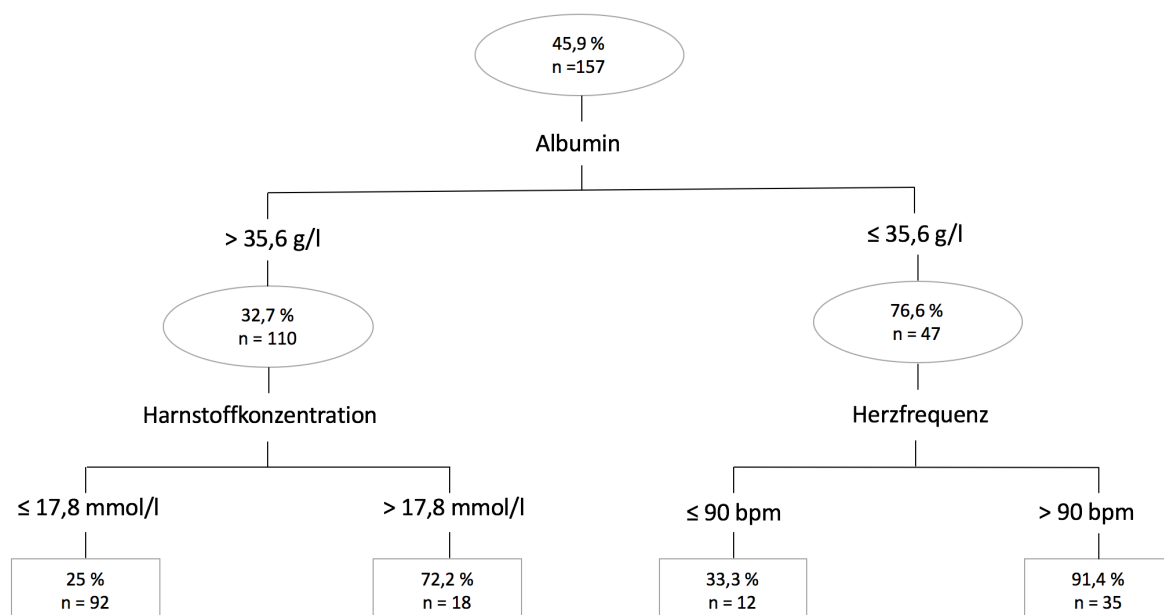 45,9 %
n =157
Albumin
> 35,6 g/l
≤ 35,6 g/l
32,7 %
n = 110
76,6 %
n = 47
Harnstoffkonzentration
Herzfrequenz
≤ 17,8 mmol/l
> 17,8 mmol/l
≤ 90 bpm
> 90 bpm
25 %
n = 92
72,2 %
n = 18
33,3 %
n = 12
91,4 %
n = 35